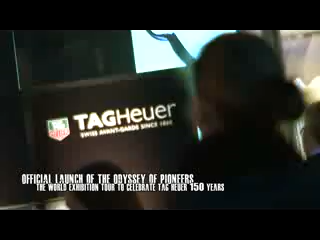 TAGHeuer
SWISS AVANT-GARDE SINCE 1860
OFFICIAL LAUNCH OF THE ODYSSEY OF PIONEERS
THE WORLD EXHIBITION TOUR TO CELEBRATE TAG HEUER 150 YEARS